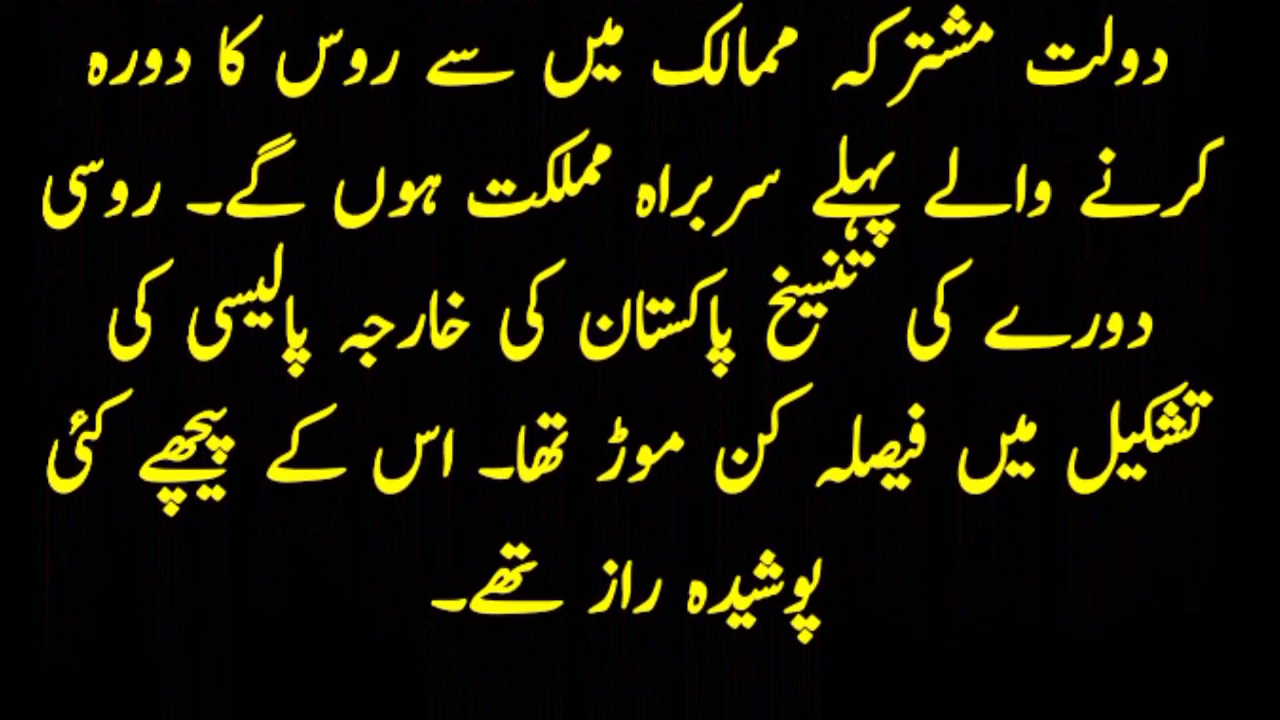 دولت مشترکہ ممالک میں سے روس کا دورہ
کرنے والے پہلے سربراہ مملکت ہوں گے۔ روسی
دورے کی تنسیخ پاکستان کی خارجہ پالیسی کی
تشکیل میں فیصلہ کن موڑ تھا۔ اس کے پیچھے کئی
پوشیدہ راز تھے۔